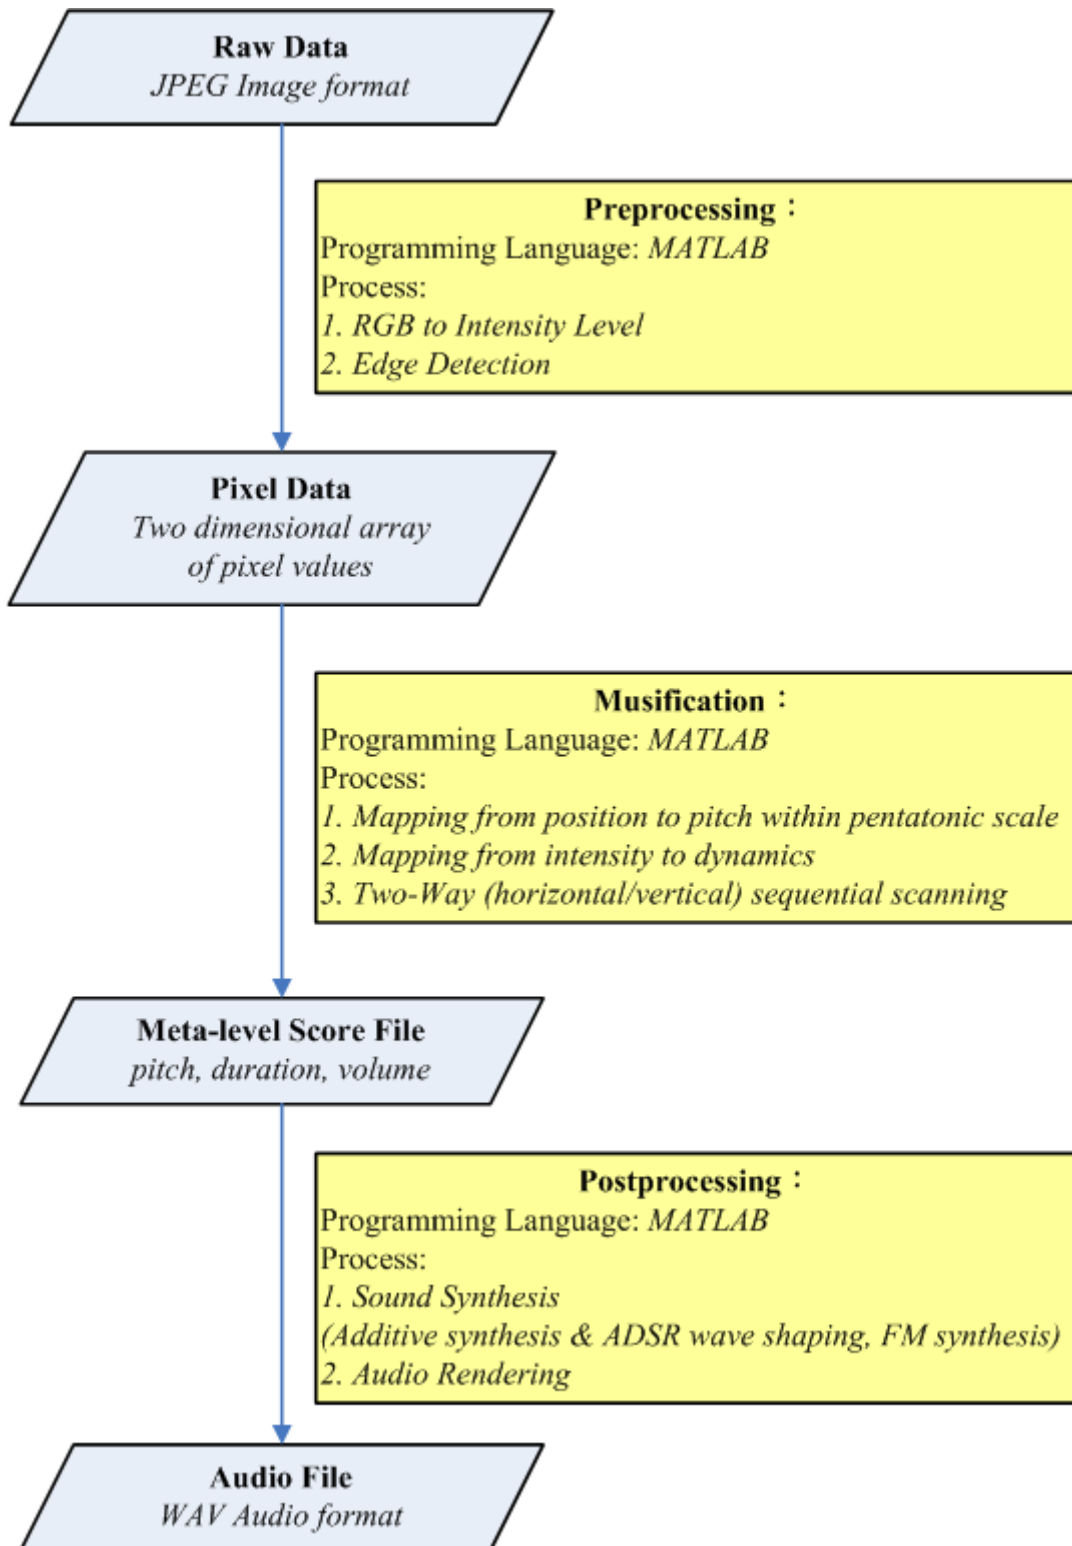 Raw Data
JPEG Image format
Preprocessing：
Programming Language: MATLAB
Process:
1. RGB to Intensity Level
2. Edge Detection
Pixel Data
Two dimensional array
of pixel values
Musification：
Programming Language: MATLAB
Process:
1. Mapping from position to pitch within pentatonic scale
2. Mapping from intensity to dynamics
3. Two-Way (horizontal/vertical) sequential scanning
Meta-level Score File
pitch, duration, volume
Postprocessing：
Programming Language: MATLAB
Process:
1. Sound Synthesis
(Additive synthesis & ADSR wave shaping, FM synthesis)
2. Audio Rendering
Audio File
WAV Audio format